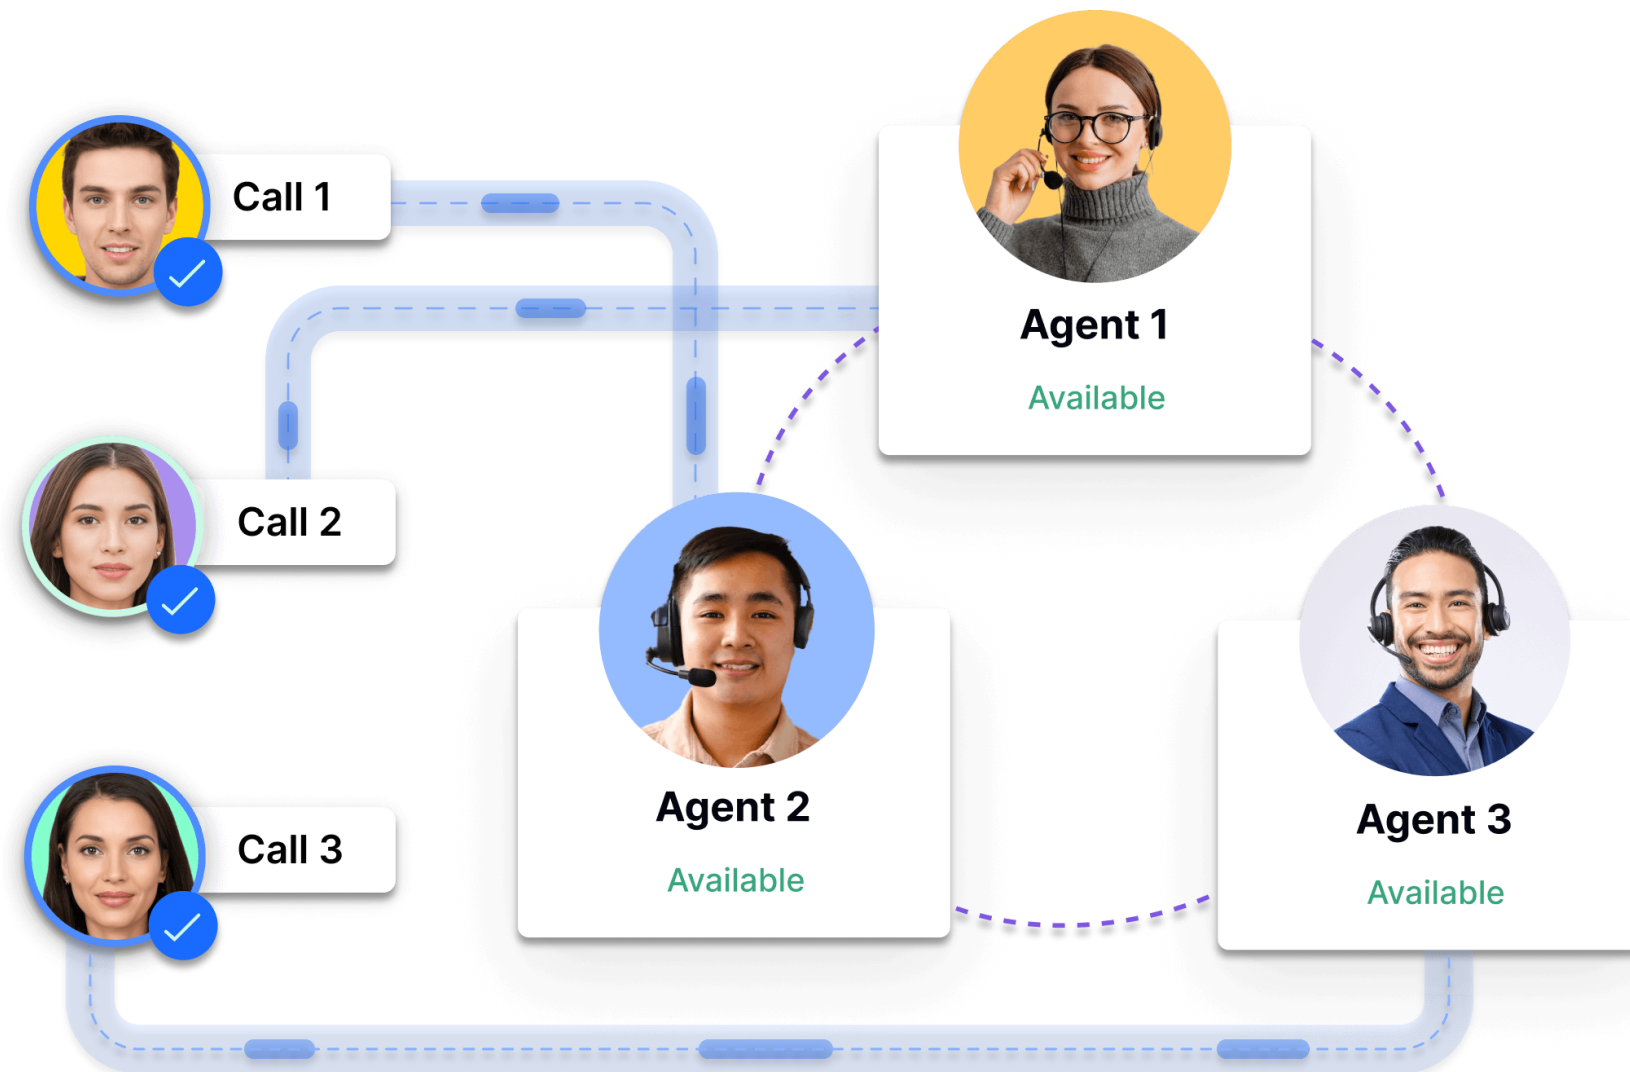 Call 1
Agent 1
Available
Call 2
Agent 2
Available
Call 3
Agent 3
Available